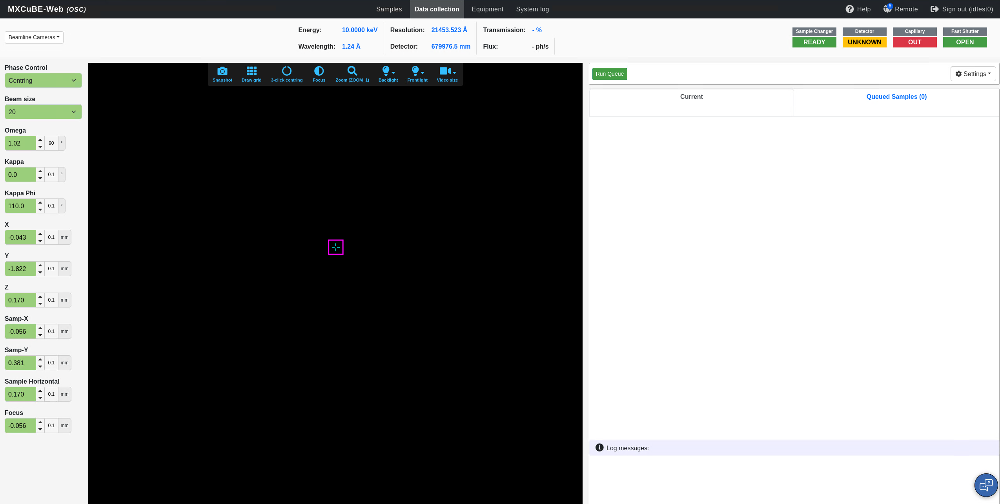 MXCuBE-Web (OSC)
Samples
Data collection
Equipment
System log
Help
5
Remote
Sign out (idtest0)
Beamline Cameras
Energy: 10.0000 keV
Resolution: 21453.523 Å
Transmission: - %
Wavelength: 1.24 Å
Detector: 679976.5 mm
Flux: - ph/s
Sample Changer
READY
Detector
UNKNOWN
Capillary
OUT
Fast Shutter
OPEN
Phase Control
Centring
Beam size
20
Omega
1.02 90 °
Kappa
0.0 0.1 °
Kappa Phi
110.0 0.1 °
X
-0.043 0.1 mm
Y
-1.822 0.1 mm
Z
0.170 0.1 mm
Samp-X
-0.056 0.1 mm
Samp-Y
0.381 0.1 mm
Sample Horizontal
0.170 0.1 mm
Focus
-0.056 0.1 mm
Snapshot
Draw grid
3-click centring
Focus
Zoom (ZOOM_1)
Backlight
Frontlight
Video size
Run Queue
Settings
Current
Queued Samples (0)
Log messages: